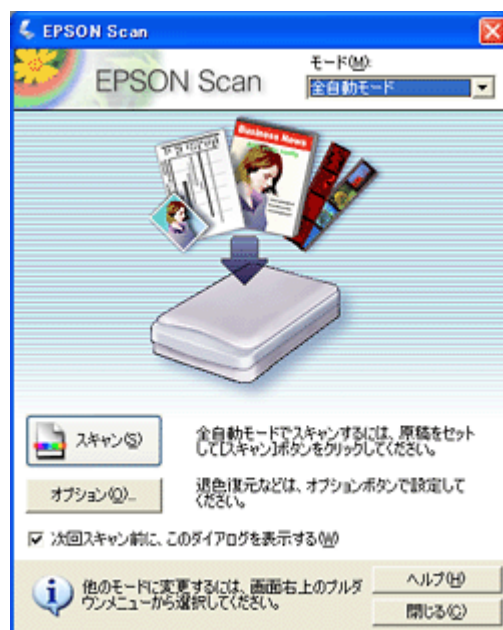 EPSON Scan
EPSON Scan
モード(M):
全自動モード
Business News
スキャン(S)
全自動モードでスキャンするには、原稿をセット
して[スキャン]ボタンをクリックしてください。
オプション(O)...
退色復元などは、オプションボタンで設定して
ください。
次回スキャン前に、このダイアログを表示する(W)
他のモードに変更するには、画面右上のプルダ
ウンメニューから選択してください。
ヘルプ(H)
閉じる(C)